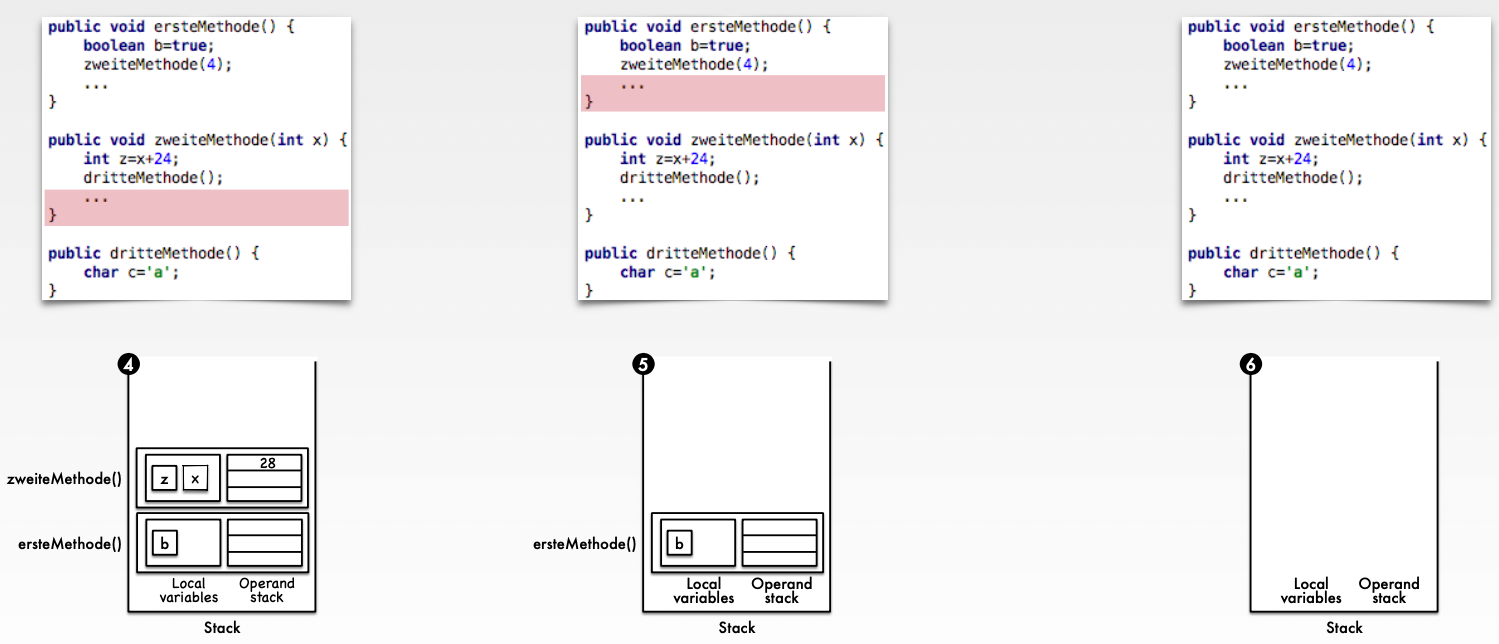 public void ersteMethode() {
boolean b=true;
zweiteMethode(4);
...
}
public void zweiteMethode(int x) {
int z=x+24;
dritteMethode();
...
}
public dritteMethode() {
char c='a';
}
public void ersteMethode() {
boolean b=true;
zweiteMethode(4);
...
}
public void zweiteMethode(int x) {
int z=x+24;
dritteMethode();
...
}
public dritteMethode() {
char c='a';
}
public void ersteMethode() {
boolean b=true;
zweiteMethode(4);
...
}
public void zweiteMethode(int x) {
int z=x+24;
dritteMethode();
...
}
public dritteMethode() {
char c='a';
}
4
zweiteMethode()
z x 28
ersteMethode()
b
Local variables
Operand stack
Stack
5
ersteMethode()
b
Local variables
Operand stack
Stack
6
Local variables
Operand stack
Stack